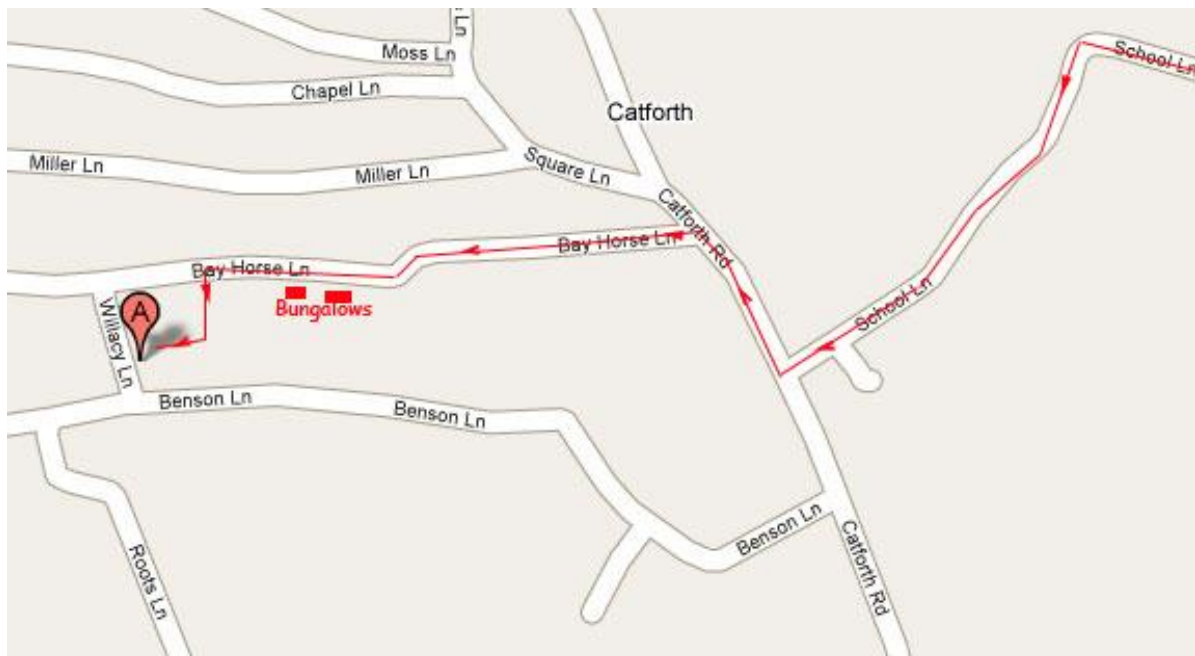 Ln
Moss Ln
School Ln
Chapel Ln
Catforth
Miller Ln
Miller Ln
Square Ln
Catforth Rd
Bay Horse Ln
Bay Horse Ln
School Ln
Bungalows
A
Willacy Ln
Benson Ln
Benson Ln
Benson Ln
Catforth Rd
Roots Ln